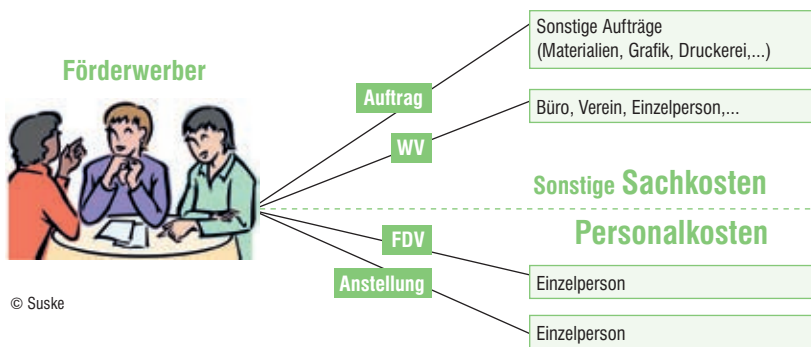 Förderwerber
Sonstige Aufträge
(Materialien, Grafik, Druckerei,...)
Auftrag
Büro, Verein, Einzelperson,...
WV
Sonstige Sachkosten
Personalkosten
FDV
Anstellung
Einzelperson
Einzelperson
© Suske